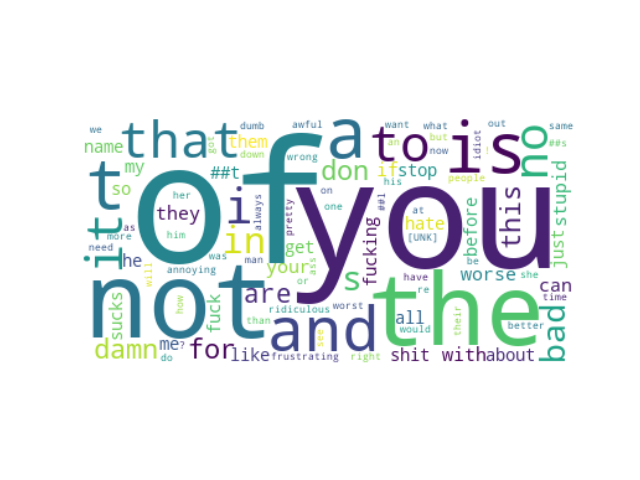 we
dumb
awful
want
what
out
same
name
that
got
them
a
to
is
an
but
no
##s
down
wrong
now
idiot
t
my
##t
of
don
if
stop
his
people
you
so
her
i
always
on
##l
this
before
just
stupid
it
they
one
pretty
fucking
hate
at
[UNK]
as
him
in
more
get
need
he
was
your
ass
be
she
will
annoying
man
or
s
worse
not
are
have
re
the
can
time
how
ridiculous
worst
sucks
fuck
than
and
see
all
would
their
better
bad
damn
me
?
do
for
like
frustrating
right
shit
with
about